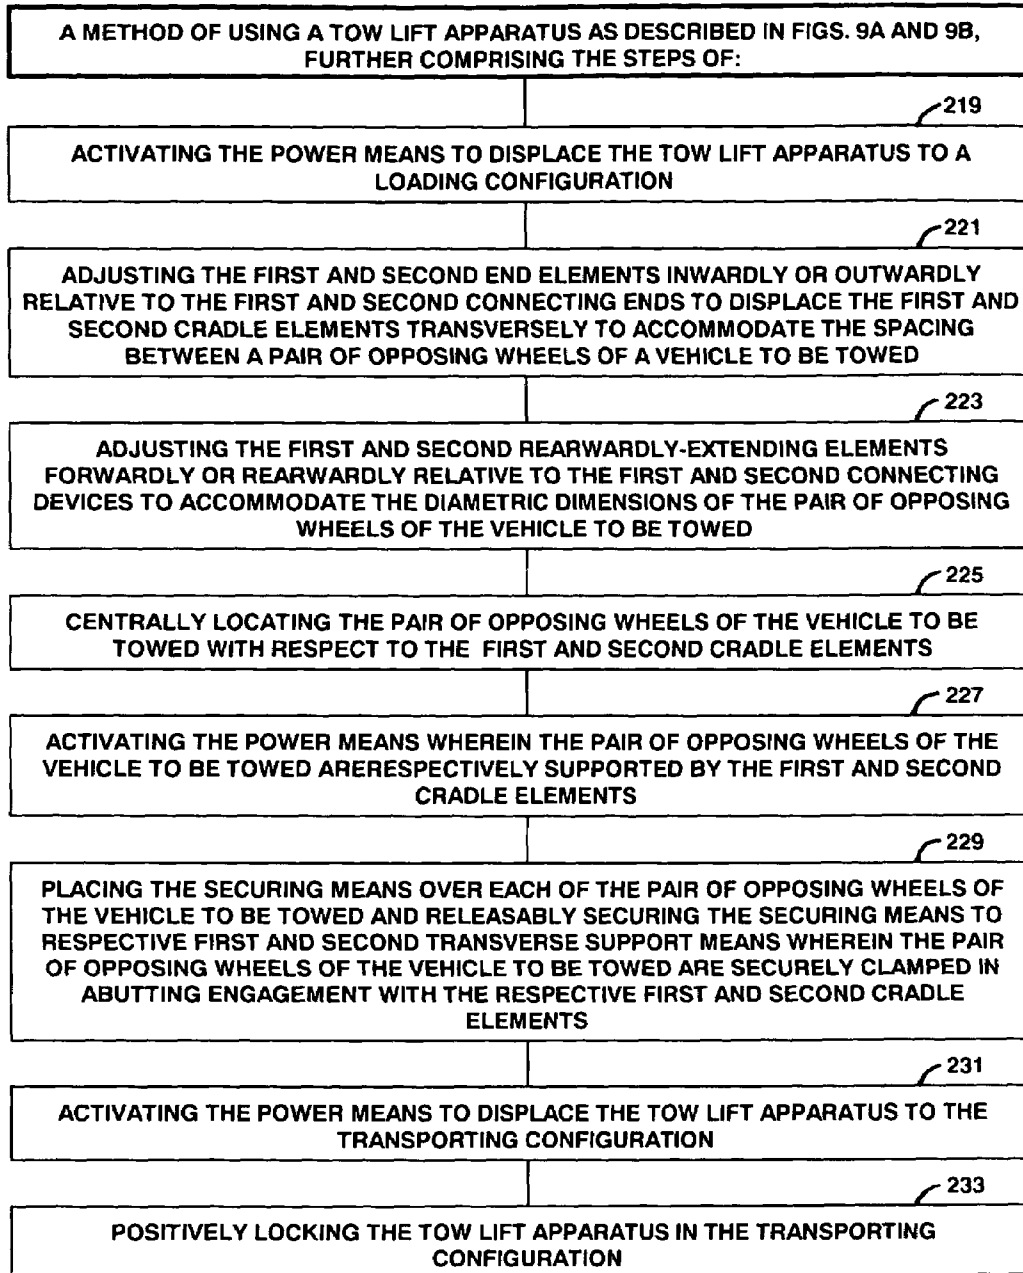 A METHOD OF USING A TOW LIFT APPARATUS AS DESCRIBED IN FIGS. 9A AND 9B,
FURTHER COMPRISING THE STEPS OF:
219
ACTIVATING THE POWER MEANS TO DISPLACE THE TOW LIFT APPARATUS TO A
LOADING CONFIGURATION
221
ADJUSTING THE FIRST AND SECOND END ELEMENTS INWARDLY OR OUTWARDLY
RELATIVE TO THE FIRST AND SECOND CONNECTING ENDS TO DISPLACE THE FIRST AND
SECOND CRADLE ELEMENTS TRANSVERSELY TO ACCOMMODATE THE SPACING
BETWEEN A PAIR OF OPPOSING WHEELS OF A VEHICLE TO BE TOWED
223
ADJUSTING THE FIRST AND SECOND REARWARDLY-EXTENDING ELEMENTS
FORWARDLY OR REARWARDLY RELATIVE TO THE FIRST AND SECOND CONNECTING
DEVICES TO ACCOMMODATE THE DIAMETRIC DIMENSIONS OF THE PAIR OF OPPOSING
WHEELS OF THE VEHICLE TO BE TOWED
225
CENTRALLY LOCATING THE PAIR OF OPPOSING WHEELS OF THE VEHICLE TO BE
TOWED WITH RESPECT TO THE FIRST AND SECOND CRADLE ELEMENTS
227
ACTIVATING THE POWER MEANS WHEREIN THE PAIR OF OPPOSING WHEELS OF THE
VEHICLE TO BE TOWED ARERESPECTIVELY SUPPORTED BY THE FIRST AND SECOND
CRADLE ELEMENTS
229
PLACING THE SECURING MEANS OVER EACH OF THE PAIR OF OPPOSING WHEELS OF
THE VEHICLE TO BE TOWED AND RELEASABLY SECURING THE SECURING MEANS TO
RESPECTIVE FIRST AND SECOND TRANSVERSE SUPPORT MEANS WHEREIN THE PAIR
OF OPPOSING WHEELS OF THE VEHICLE TO BE TOWED ARE SECURELY CLAMPED IN
ABUTTING ENGAGEMENT WITH THE RESPECTIVE FIRST AND SECOND CRADLE
ELEMENTS
231
ACTIVATING THE POWER MEANS TO DISPLACE THE TOW LIFT APPARATUS TO THE
TRANSPORTING CONFIGURATION
233
POSITIVELY LOCKING THE TOW LIFT APPARATUS IN THE TRANSPORTING
CONFIGURATION